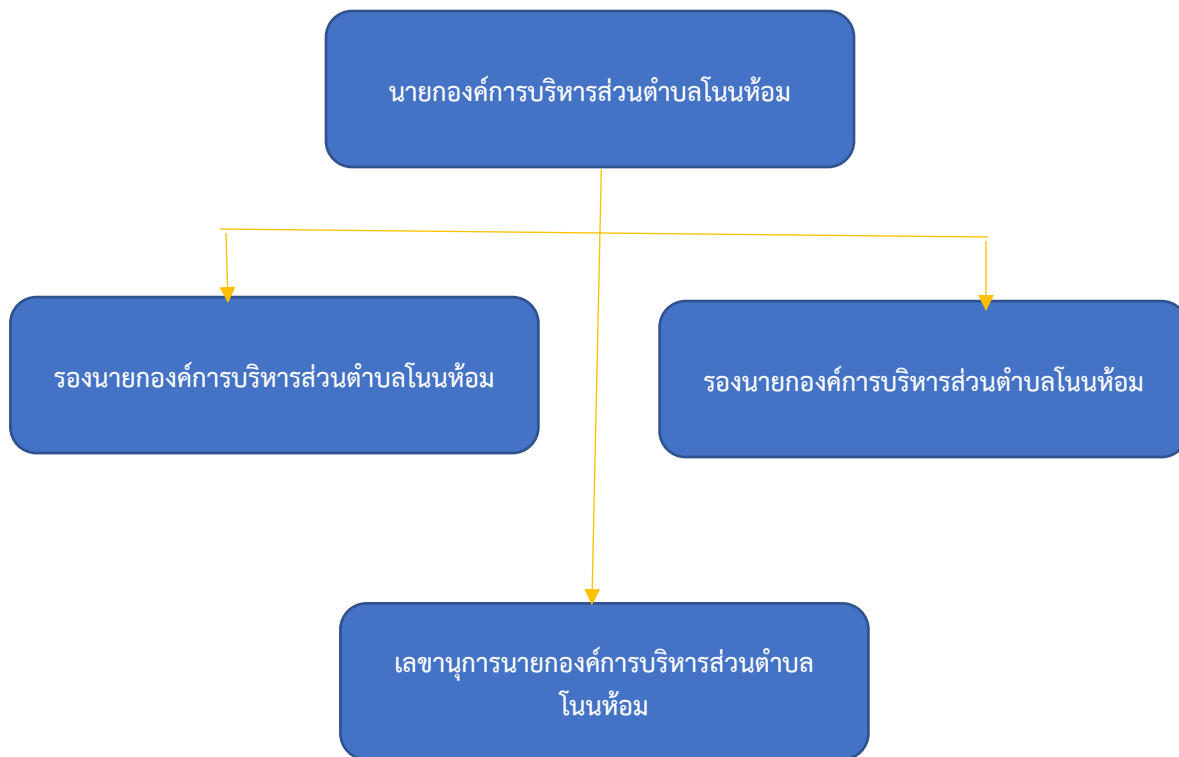 นายกองค์การบริหารส่วนตำบลโนนห้อม
รองนายกองค์การบริหารส่วนตำบลโนนห้อม
รองนายกองค์การบริหารส่วนตำบลโนนห้อม
เลขานุการนายกองค์การบริหารส่วนตำบล
โนนห้อม